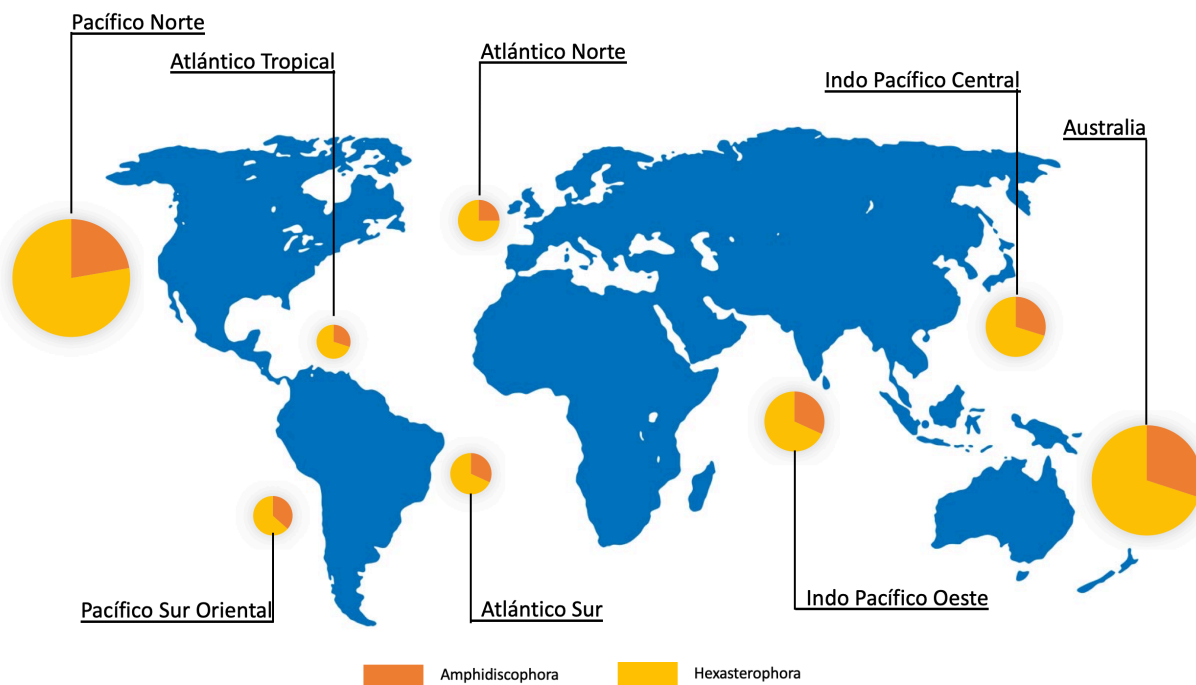 Pacífico Norte
Atlántico Tropical
Atlántico Norte
Indo Pacífico Central
Australia
Pacífico Sur Oriental
Atlántico Sur
Indo Pacífico Oeste
Amphidiscophora
Hexasterophora